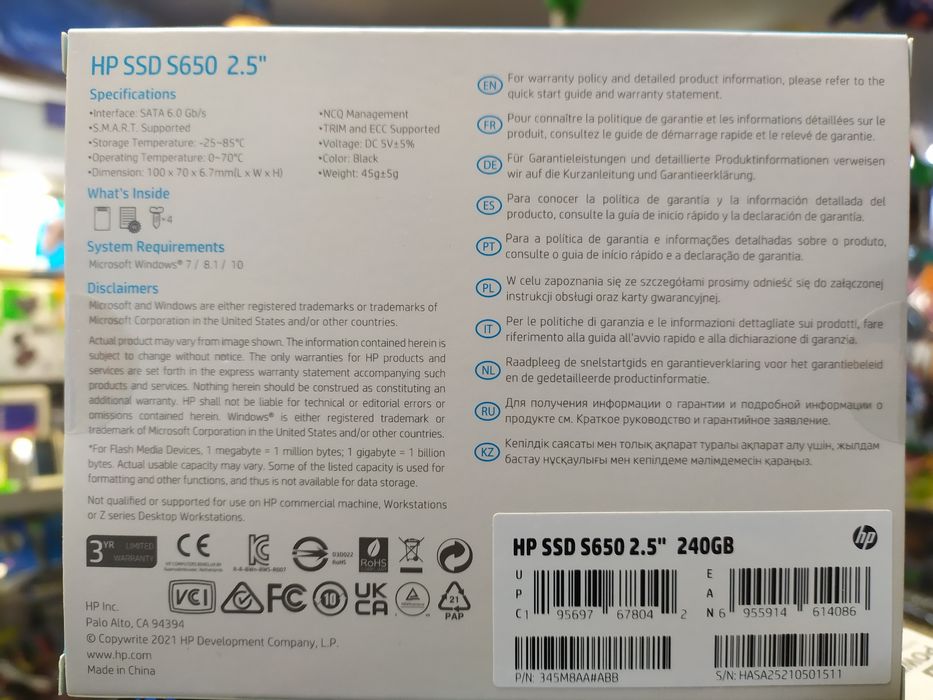 HP SSD S650 2.5"
Specifications
•Interface: SATA 6.0 Gb/s
•S.M.A.R.T. Supported
•Storage Temperature: -25~85℃
•Operating Temperature: 0~70℃
•Dimension: 100 x 70 x 6.7mm(L x W x H)
•NCQ Management
•TRIM and ECC Supported
•Voltage: DC 5V±5%
•Color: Black
•Weight: 45g±5g
What's Inside
×4
System Requirements
Microsoft Windows® 7 / 8.1 / 10
Disclaimers
Microsoft and Windows are either registered trademarks or trademarks of
Microsoft Corporation in the United States and/or other countries.
Actual product may vary from image shown. The information contained herein is
subject to change without notice. The only warranties for HP products and
services are set forth in the express warranty statement accompanying such
products and services. Nothing herein should be construed as constituting an
additional warranty. HP shall not be liable for technical or editorial errors or
omissions contained herein. Windows® is either registered trademark or
trademark of Microsoft Corporation in the United States and/or other countries.
*For Flash Media Devices, 1 megabyte = 1 million bytes; 1 gigabyte = 1 billion
bytes. Actual usable capacity may vary. Some of the listed capacity is used for
formatting and other functions, and thus is not available for data storage.
Not qualified or supported for use on HP commercial machine, Workstations
or Z series Desktop Workstations.
3YR LIMITED
WARRANTY
CE
D33D22
RoHS
RoHS
VCI
FC
10
UK
CA
21
PAP
HP Inc.
Palo Alto, CA 94394
© Copywrite 2021 HP Development Company, L.P.
www.hp.com
Made in China
EN For warranty policy and detailed product information, please refer to the
quick start guide and warranty statement.
FR Pour connaître la politique de garantie et les informations détaillées sur le
produit, consultez le guide de démarrage rapide et le relevé de garantie.
DE Für Garantieleistungen und detaillierte Produktinformationen verweisen
wir auf die Kurzanleitung und Garantieerklärung.
ES Para conocer la política de garantía y la información detallada del
producto, consulte la guía de inicio rápido y la declaración de garantía.
PT Para a política de garantia e informações detalhadas sobre o produto,
consulte o guia de início rápido e a declaração de garantia.
PL W celu zapoznania się ze szczegółami prosimy odnieść się do załączonej
instrukcji obsługi oraz karty gwarancyjnej.
IT Per le politiche di garanzia e le informazioni dettagliate sui prodotti, fare
riferimento alla guida all'avvio rapido e alla dichiarazione di garanzia.
NL Raadpleeg de snelstartgids en garantieverklaring voor het garantiebeleid
en de gedetailleerde productinformatie.
RU Для получения информации о гарантии и подробной информации о
продукте см. Краткое руководство и гарантийное заявление.
KZ Кепілдік саясаты мен толық ақпарат туралы ақпарат алу үшін, жылдам
бастау нұсқаулығы мен кепілдеме мәлімдемесін қараңыз.
HP SSD S650 2.5" 240GB
hp
UPC 1 95697 67804 2
EAN 6 955914 614086
P/N: 345M8AA#ABB
S/N: HASA25210501511